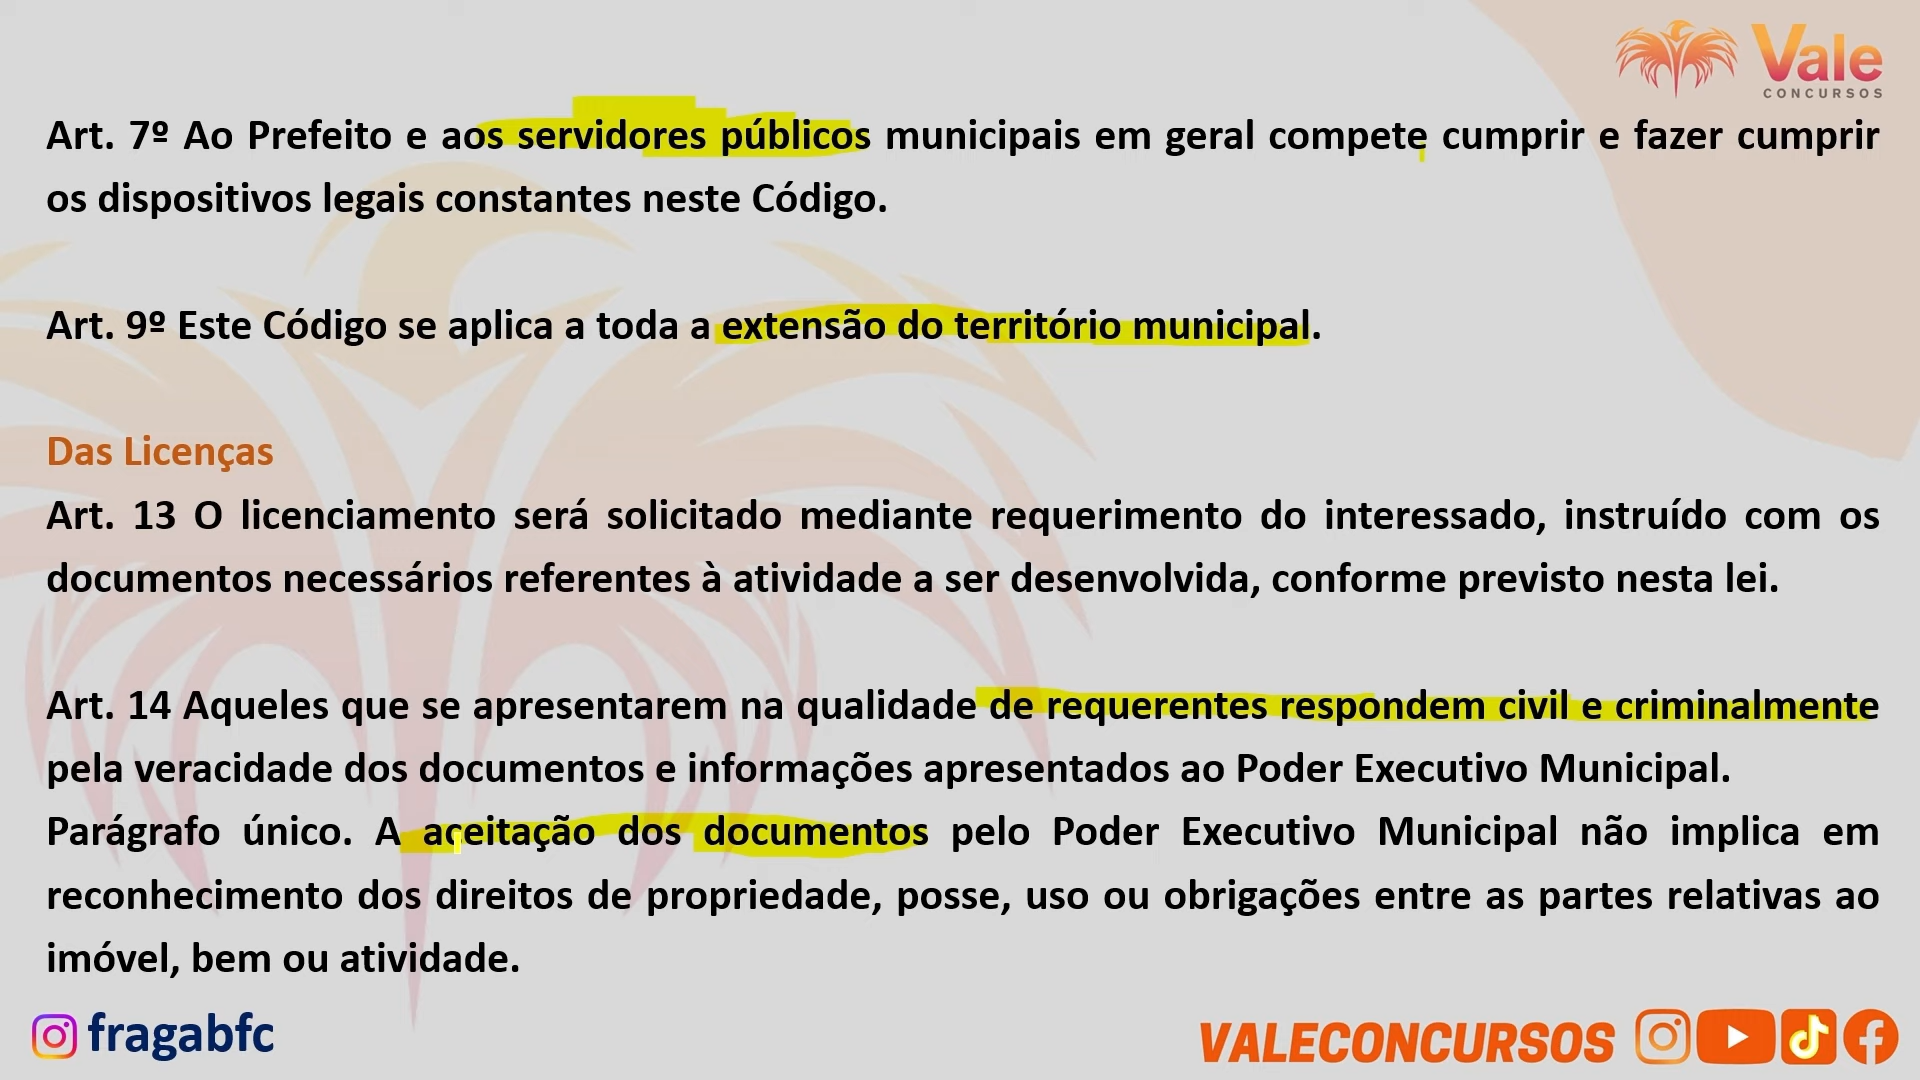 Vale
CONCURSOS
Art. 7º Ao Prefeito e aos servidores públicos municipais em geral compete cumprir e fazer cumprir
os dispositivos legais constantes neste Código.
Art. 9º Este Código se aplica a toda a extensão do território municipal.
Das Licenças
Art. 13 O licenciamento será solicitado mediante requerimento do interessado, instruído com os
documentos necessários referentes à atividade a ser desenvolvida, conforme previsto nesta lei.
Art. 14 Aqueles que se apresentarem na qualidade de requerentes respondem civil e criminalmente
pela veracidade dos documentos e informações apresentados ao Poder Executivo Municipal.
Parágrafo único. A aceitação dos documentos pelo Poder Executivo Municipal não implica em
reconhecimento dos direitos de propriedade, posse, uso ou obrigações entre as partes relativas ao
imóvel, bem ou atividade.
fragabfc
VALECONCURSOS